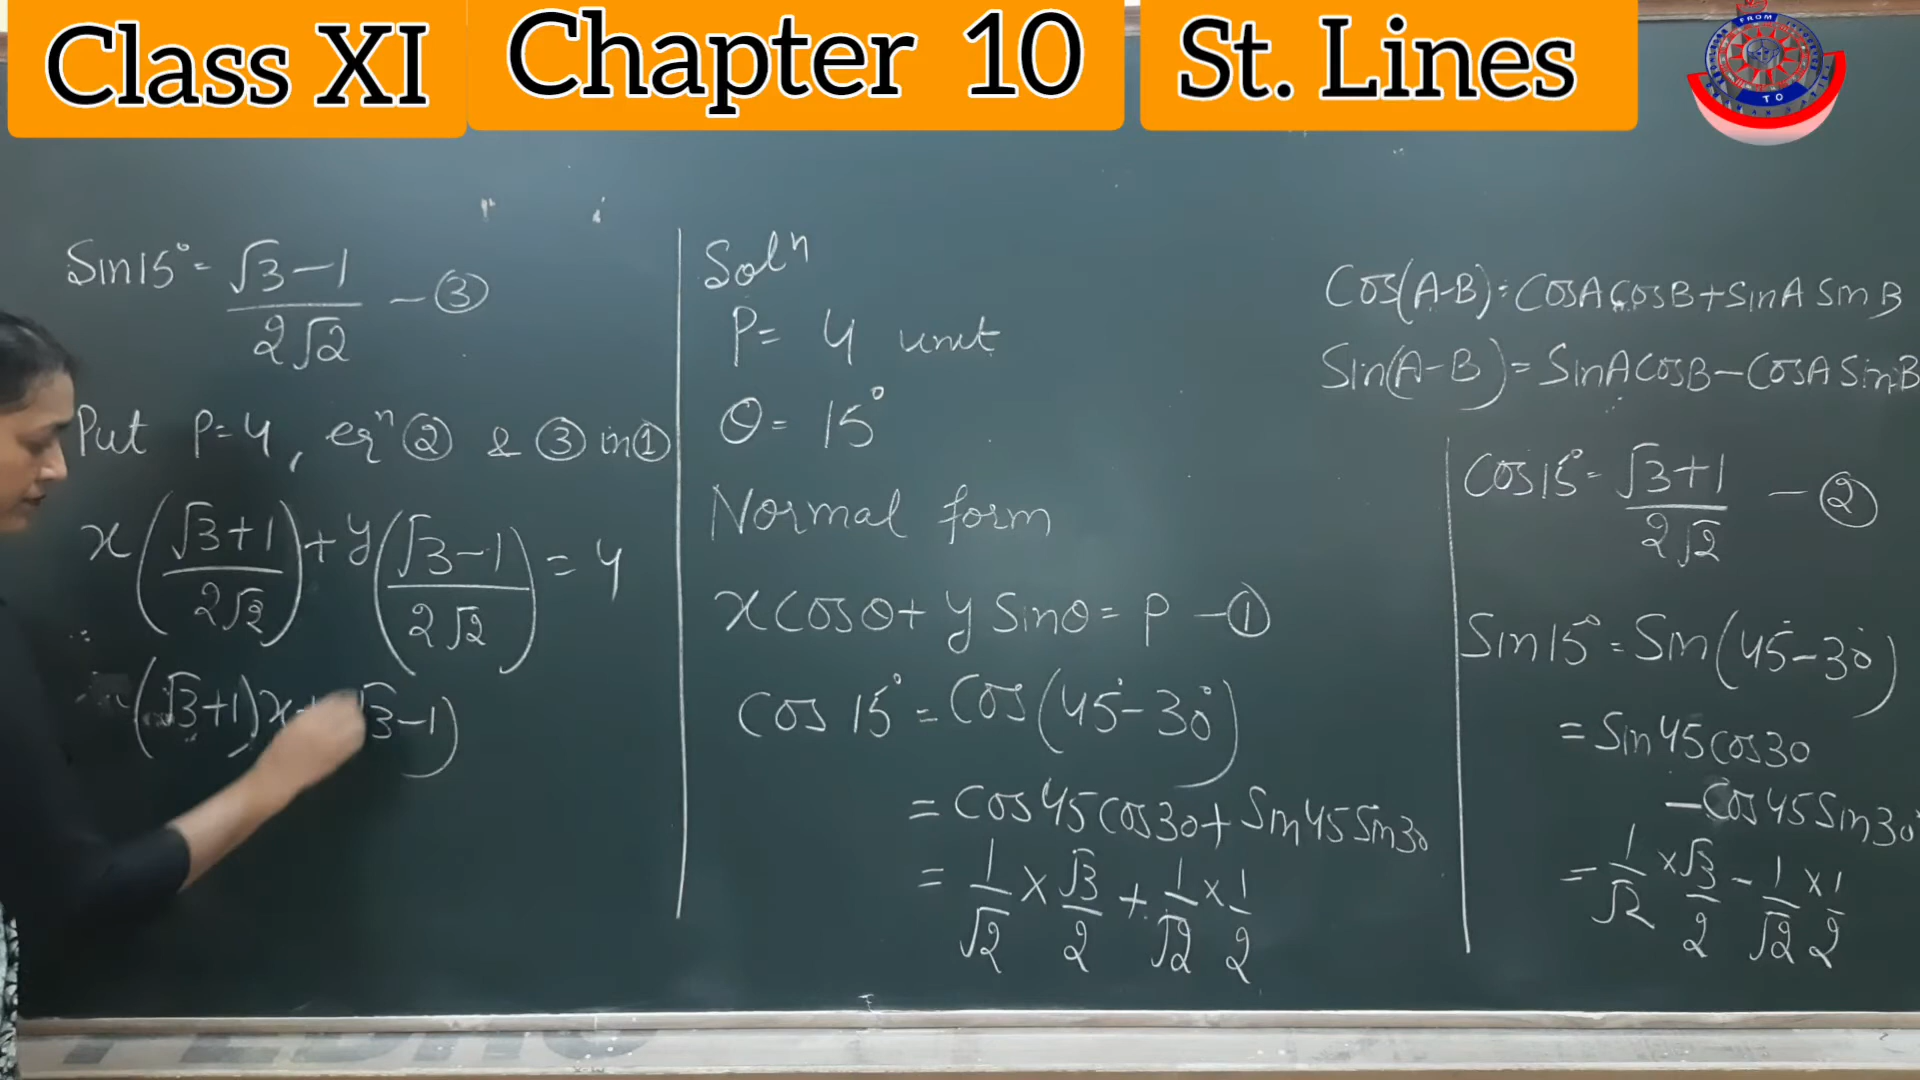 Class XI Chapter 10 St. Lines
FROM
TO
Sin15° = √3-1/2√2 - ③
Put P=4, eqⁿ ② & ③ in ①
x(√3+1/2√2) + y(√3-1/2√2) = 4
(√3+1)x + (√3-1)
Solⁿ
P= 4 unit
θ= 15°
Normal form
xCosθ + y Sinθ = P - ①
Cos 15° = Cos(45°-30°)
= Cos45 Cos30 + Sin45 Sin30
= 1/√2 × √3/2 + 1/√2 × 1/2
Cos(A-B) = CosA CosB + SinA SinB
Sin(A-B) = SinA CosB - CosA SinB
Cos15° = √3+1/2√2 - ②
Sin15° = Sin(45°-30°)
= Sin45 Cos30
- Cos45 Sin30°
= 1/√2 × √3/2 - 1/√2 × 1/2